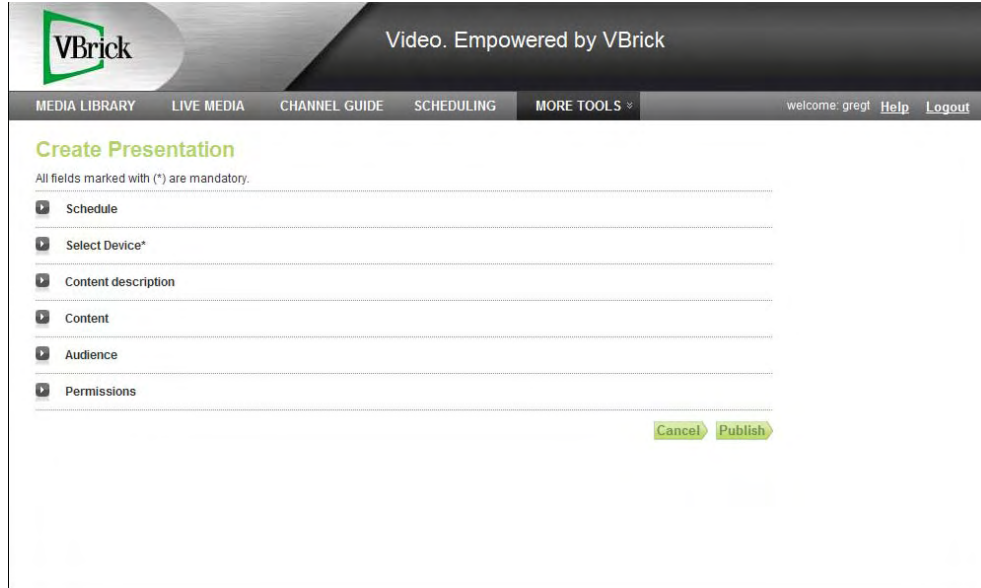 VBrick
Video. Empowered by VBrick
MEDIA LIBRARY LIVE MEDIA CHANNEL GUIDE SCHEDULING MORE TOOLS welcome: gregt Help Logout
Create Presentation
All fields marked with (*) are mandatory.
Schedule
Select Device*
Content description
Content
Audience
Permissions
Cancel Publish